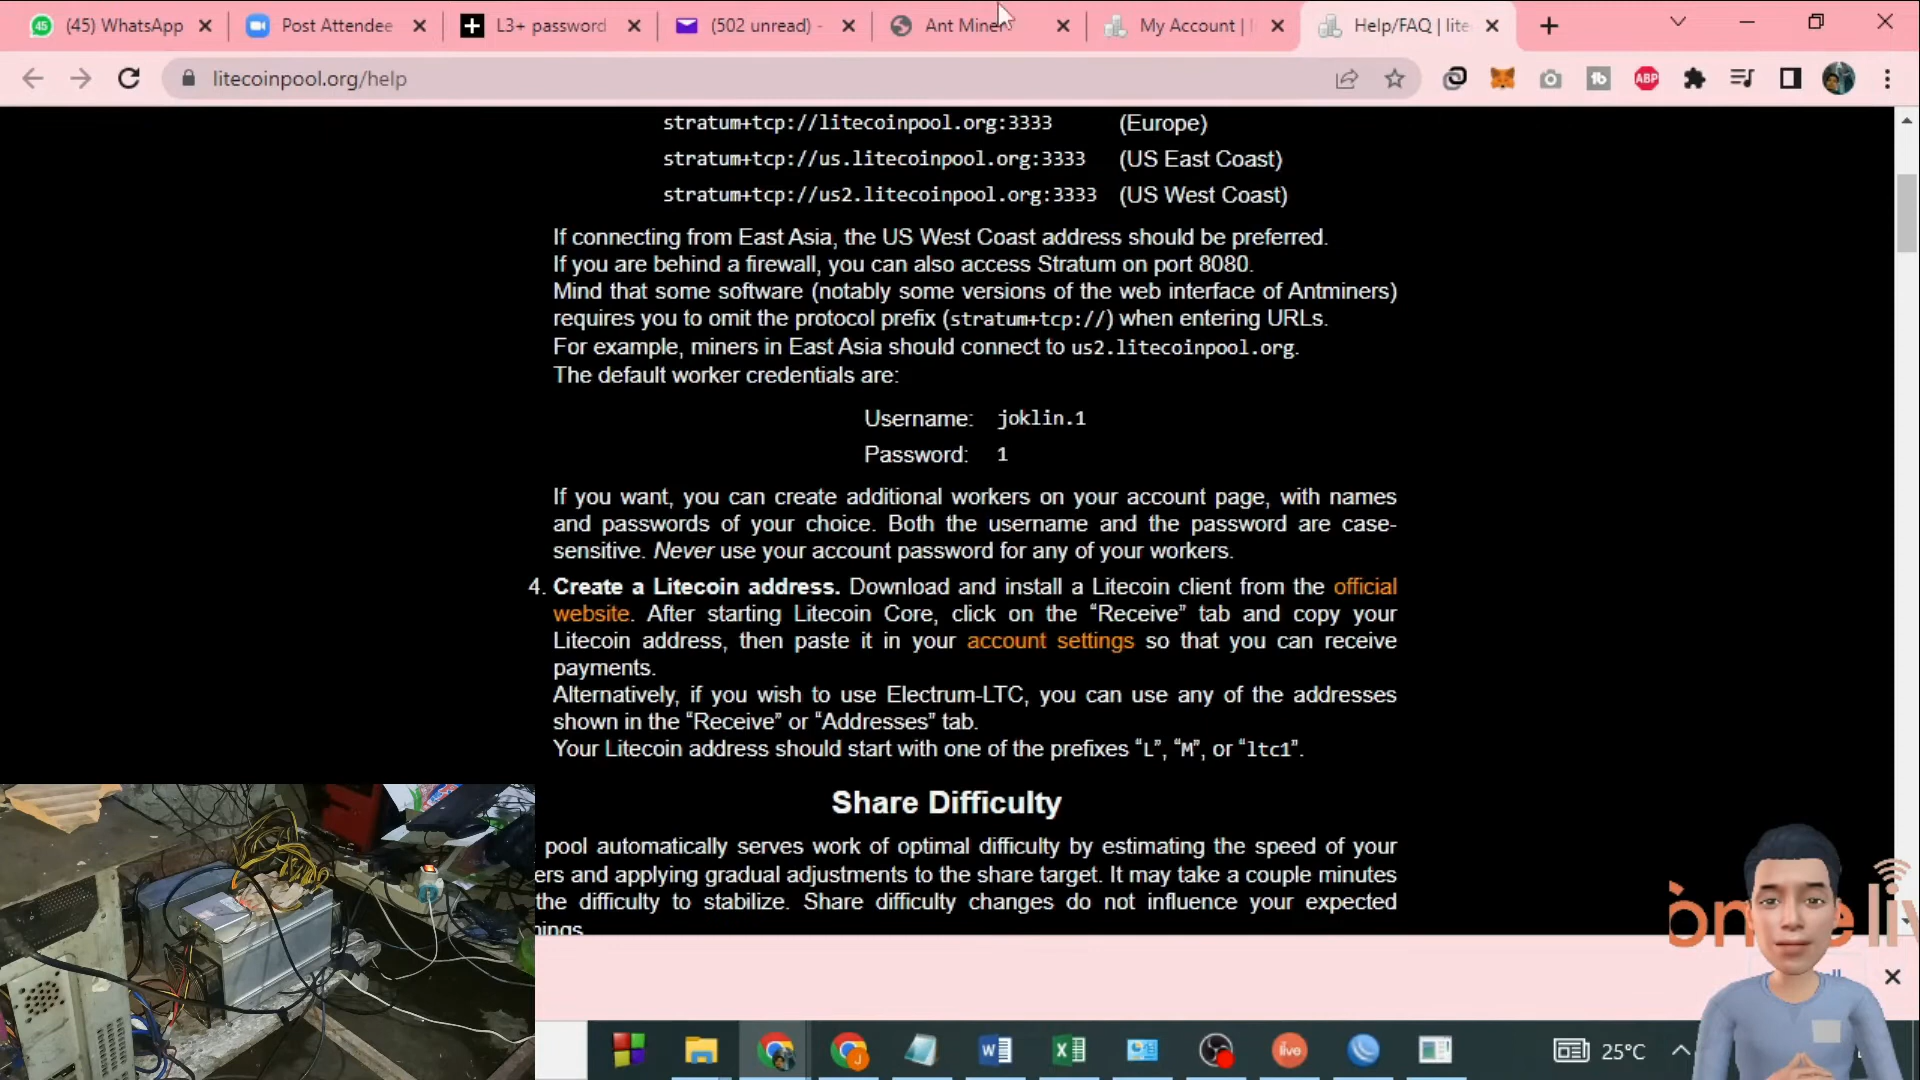 45
(45) WhatsApp
Post Attendee
L3+ password
(502 unread) -
Ant Miner
My Account | l
Help/FAQ | lite
litecoinpool.org/help
tb
ABP
stratum+tcp://litecoinpool.org:3333 (Europe)
stratum+tcp://us.litecoinpool.org:3333 (US East Coast)
stratum+tcp://us2.litecoinpool.org:3333 (US West Coast)
If connecting from East Asia, the US West Coast address should be preferred.
If you are behind a firewall, you can also access Stratum on port 8080.
Mind that some software (notably some versions of the web interface of Antminers)
requires you to omit the protocol prefix (stratum+tcp://) when entering URLs.
For example, miners in East Asia should connect to us2.litecoinpool.org.
The default worker credentials are:
Username: joklin.1
Password: 1
If you want, you can create additional workers on your account page, with names
and passwords of your choice. Both the username and the password are case-
sensitive. Never use your account password for any of your workers.
4. Create a Litecoin address. Download and install a Litecoin client from the official
website. After starting Litecoin Core, click on the “Receive” tab and copy your
Litecoin address, then paste it in your account settings so that you can receive
payments.
Alternatively, if you wish to use Electrum-LTC, you can use any of the addresses
shown in the “Receive” or “Addresses” tab.
Your Litecoin address should start with one of the prefixes “L”, “M”, or “ltc1”.
Share Difficulty
pool automatically serves work of optimal difficulty by estimating the speed of your
ers and applying gradual adjustments to the share target. It may take a couple minutes
the difficulty to stabilize. Share difficulty changes do not influence your expected
nings.
live
25°C